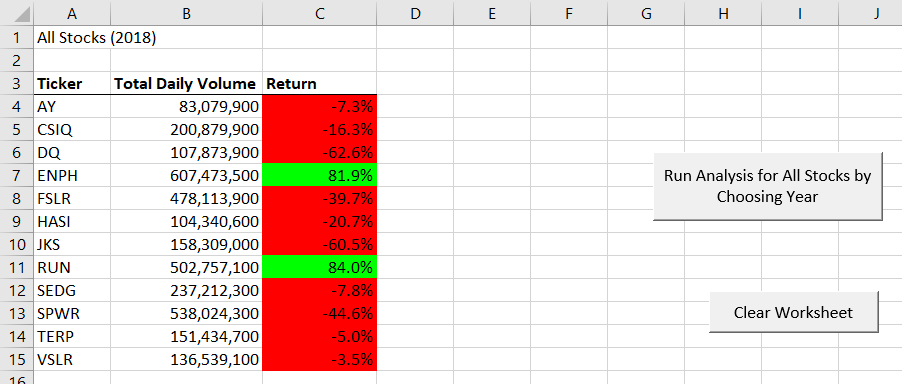 A B C D E F G H I J
1 All Stocks (2018)
2
3 Ticker Total Daily Volume Return
4 AY 83,079,900 -7.3%
5 CSIQ 200,879,900 -16.3%
6 DQ 107,873,900 -62.6%
7 ENPH 607,473,500 81.9%
8 FSLR 478,113,900 -39.7%
9 HASI 104,340,600 -20.7%
10 JKS 158,309,000 -60.5%
11 RUN 502,757,100 84.0%
12 SEDG 237,212,300 -7.8%
13 SPWR 538,024,300 -44.6%
14 TERP 151,434,700 -5.0%
15 VSLR 136,539,100 -3.5%
16
Run Analysis for All Stocks by
Choosing Year
Clear Worksheet